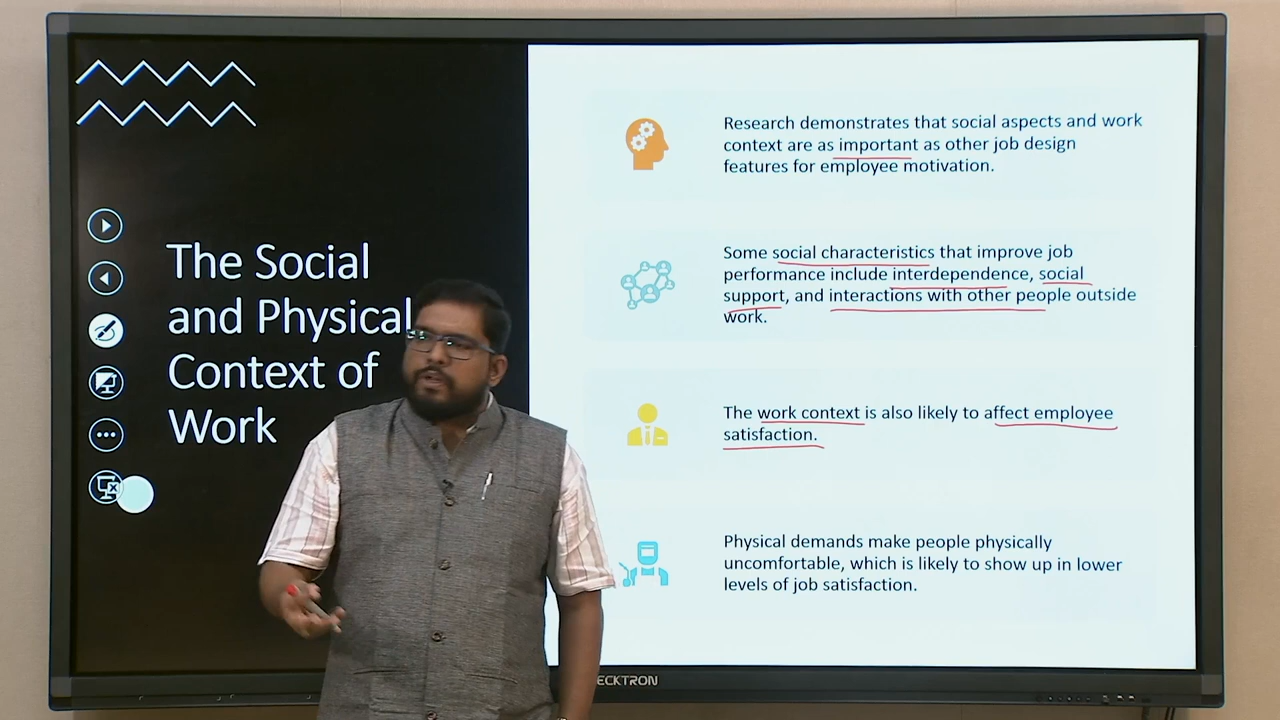 The Social
and Physical
Context of
Work
Research demonstrates that social aspects and work
context are as important as other job design
features for employee motivation.
Some social characteristics that improve job
performance include interdependence, social
support, and interactions with other people outside
work.
The work context is also likely to affect employee
satisfaction.
Physical demands make people physically
uncomfortable, which is likely to show up in lower
levels of job satisfaction.
ECKTRON